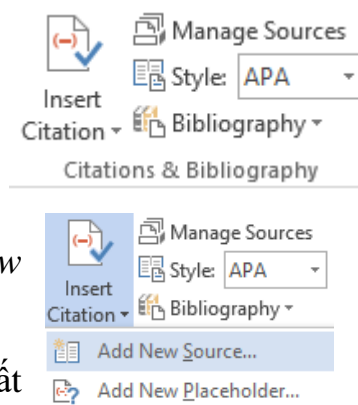 Manage Sources
Style: APA
Insert
Citation
Bibliography
Citations & Bibliography
w
Manage Sources
Style: APA
Insert
Citation
Bibliography
Add New Source...
ất
Add New Placeholder...